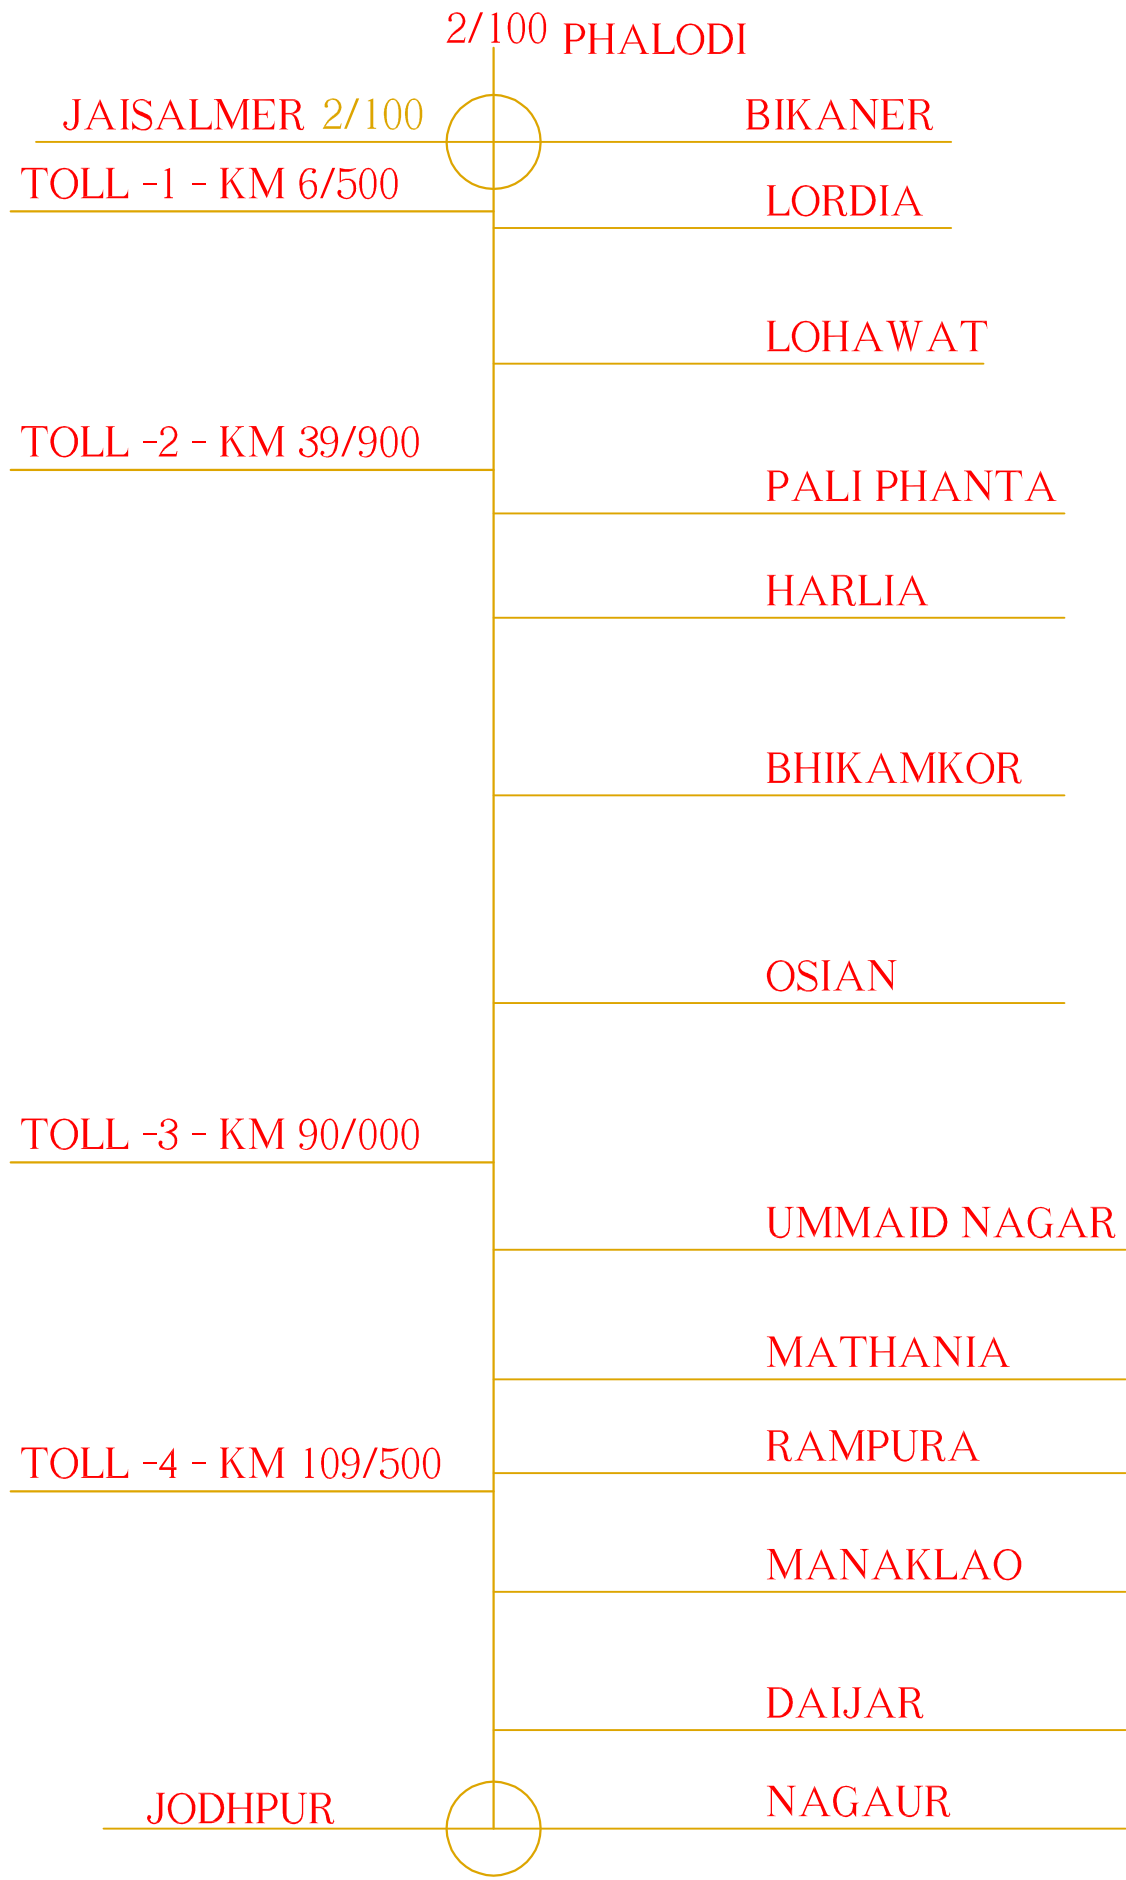 2/100 PHALODI
JAISALMER 2/100 BIKANER
TOLL -1 - KM 6/500
LORDIA
LOHAWAT
TOLL -2 - KM 39/900
PALI PHANTA
HARLIA
BHIKAMKOR
OSIAN
TOLL -3 - KM 90/000
UMMAID NAGAR
MATHANIA
RAMPURA
TOLL -4 - KM 109/500
MANAKLAO
DAIJAR
JODHPUR NAGAUR